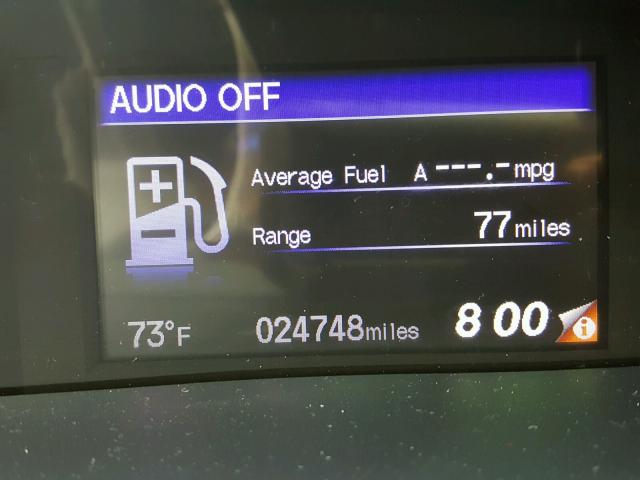 AUDIO OFF
Average Fuel A ---.- mpg
Range 77 miles
73°F 024748 miles 8 00 i